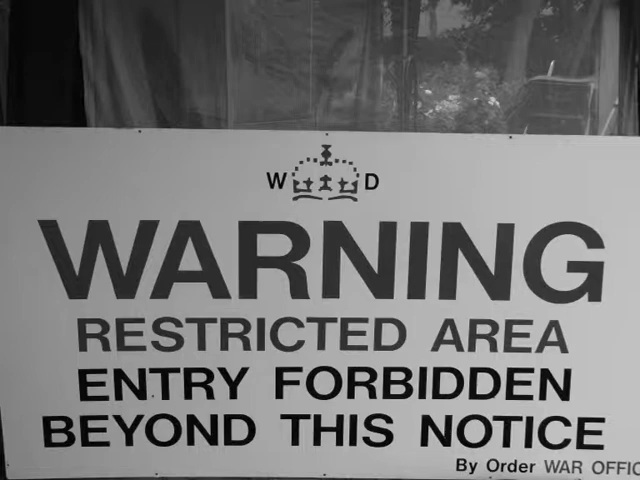 W D
WARNING
RESTRICTED AREA
ENTRY FORBIDDEN
BEYOND THIS NOTICE
By Order WAR OFFIC